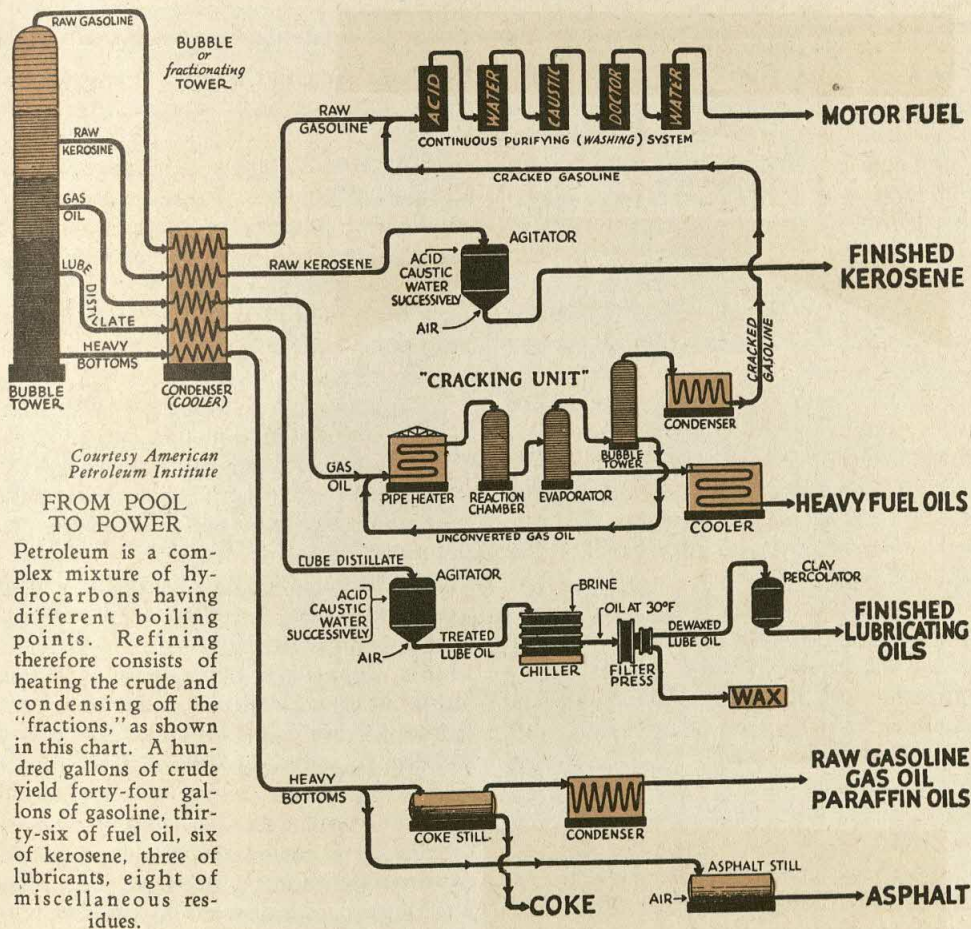 RAW GASOLINE
BUBBLE
or
fractionating
TOWER
RAW
KEROSINE
GAS
OIL
LUBE DISTILLATE
HEAVY
BOTTOMS
BUBBLE
TOWER
CONDENSER
(COOLER)
RAW
GASOLINE
ACID
WATER
CAUSTIC
DOCTOR
WATER
CONTINUOUS PURIFYING (WASHING) SYSTEM
MOTOR FUEL
CRACKED GASOLINE
RAW KEROSENE
AGITATOR
ACID
CAUSTIC
WATER
SUCCESSIVELY
AIR
FINISHED
KEROSENE
CRACKED
GASOLINE
"CRACKING UNIT"
CONDENSER
GAS
OIL
PIPE HEATER
REACTION
CHAMBER
EVAPORATOR
BUBBLE
TOWER
COOLER
HEAVY FUEL OILS
UNCONVERTED GAS OIL
LUBE DISTILLATE
AGITATOR
ACID
CAUSTIC
WATER
SUCCESSIVELY
AIR
TREATED
LUBE OIL
BRINE
CHILLER
OIL AT 30°F
FILTER
PRESS
DEWAXED
LUBE OIL
CLAY
PERCOLATOR
FINISHED
LUBRICATING
OILS
WAX
HEAVY
BOTTOMS
COKE STILL
CONDENSER
RAW GASOLINE
GAS OIL
PARAFFIN OILS
COKE
ASPHALT STILL
AIR
ASPHALT
Courtesy American
Petroleum Institute
FROM POOL
TO POWER
Petroleum is a com-
plex mixture of hy-
drocarbons having
different boiling
points. Refining
therefore consists of
heating the crude and
condensing off the
"fractions," as shown
in this chart. A hun-
dred gallons of crude
yield forty-four gal-
lons of gasoline, thir-
ty-six of fuel oil, six
of kerosene, three of
lubricants, eight of
miscellaneous res-
idues.